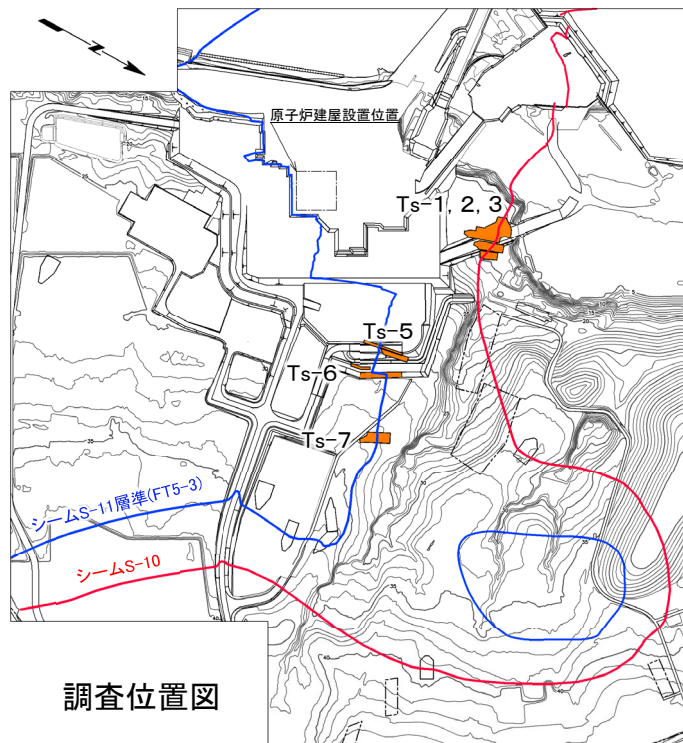 N
原子炉建屋設置位置
Ts-1, 2, 3
Ts-5
Ts-6
Ts-7
シームS-11層準(FT5-3)
シームS-10
調査位置図